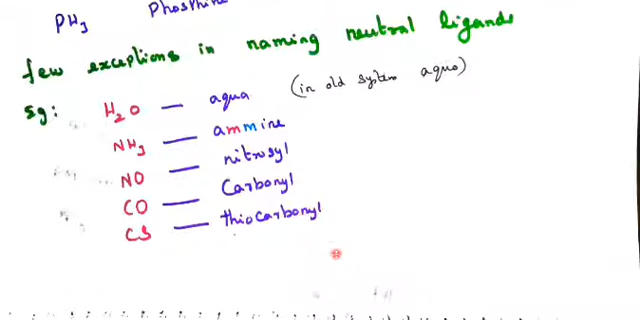 PH3 Phosphine
few exceptions in naming neutral ligands
Eg: H2O — aqua (in old system aquo)
NH3 — ammine
NO — nitrosyl
CO — Carbonyl
CS — thiocarbonyl